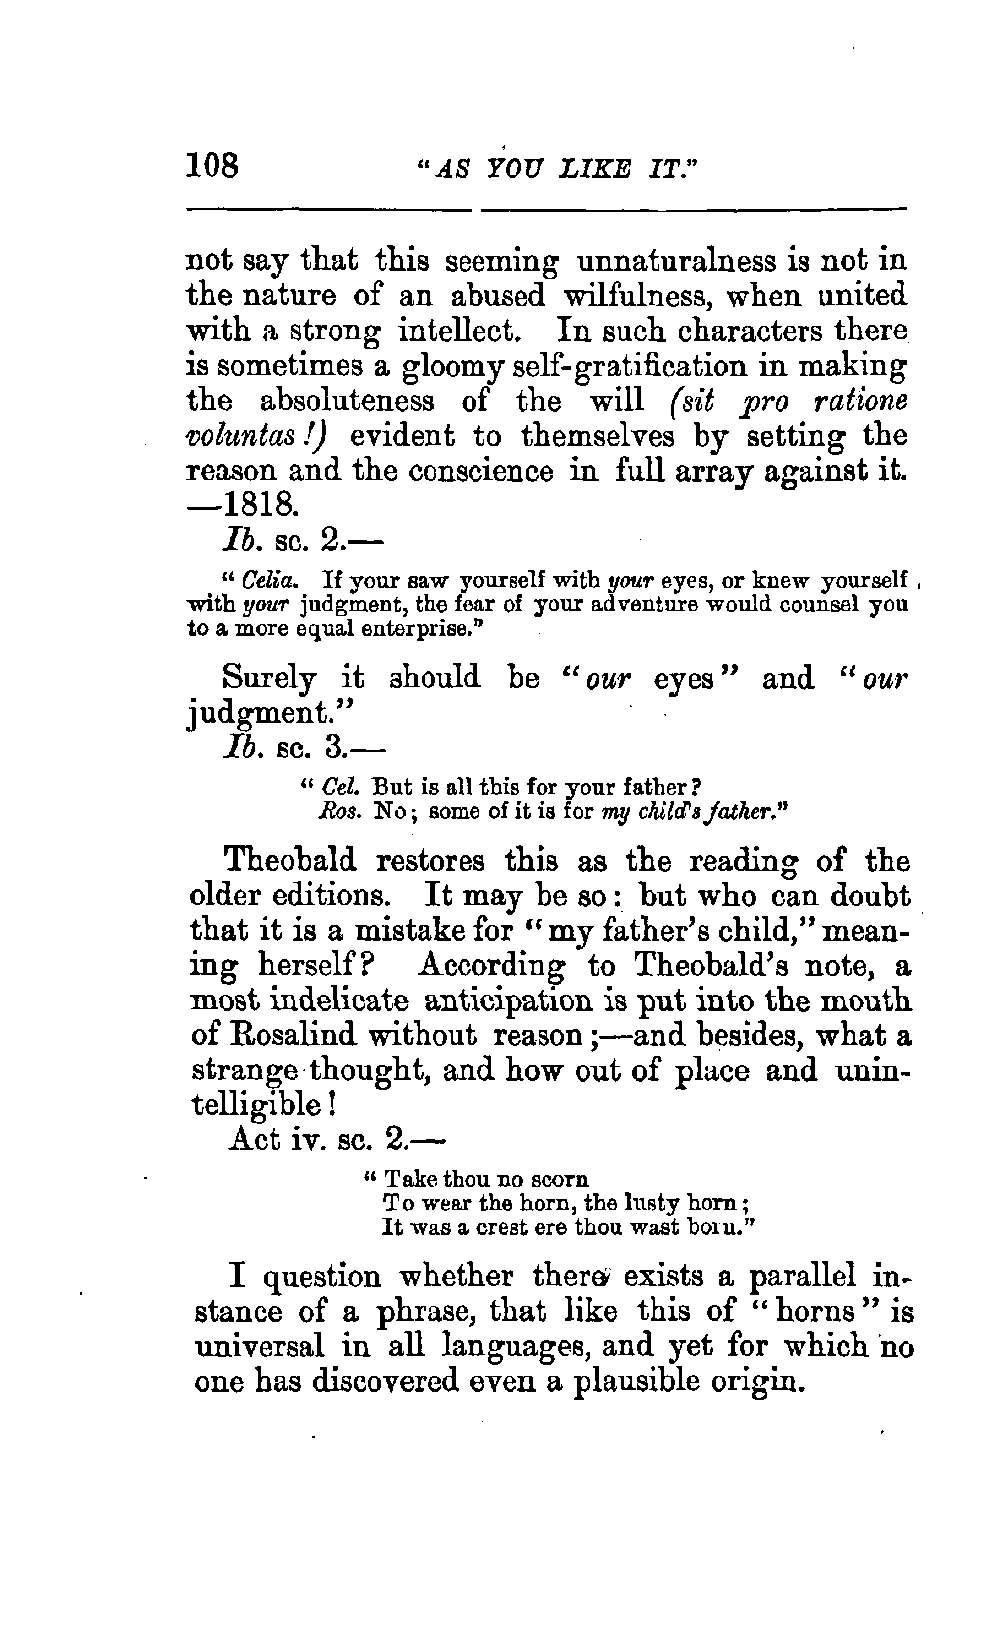 108 "AS YOU LIKE IT."
not say that this seeming unnaturalness is not in
the nature of an abused wilfulness, when united
with a strong intellect. In such characters there
is sometimes a gloomy self-gratification in making
the absoluteness of the will (sit pro ratione
voluntas!) evident to themselves by setting the
reason and the conscience in full array against it.
—1818.
Ib. sc. 2.—
"Celia. If your saw yourself with your eyes, or knew yourself
with your judgment, the fear of your adventure would counsel you
to a more equal enterprise."
Surely it should be "our eyes" and "our
judgment."
Ib. sc. 3.—
"Cel. But is all this for your father?
Ros. No; some of it is for my child's father."
Theobald restores this as the reading of the
older editions. It may be so: but who can doubt
that it is a mistake for "my father's child," mean-
ing herself? According to Theobald's note, a
most indelicate anticipation is put into the mouth
of Rosalind without reason;—and besides, what a
strange thought, and how out of place and unin-
telligible!
Act iv. sc. 2.—
"Take thou no scorn
To wear the horn, the lusty horn;
It was a crest ere thou wast born."
I question whether there exists a parallel in-
stance of a phrase, that like this of "horns" is
universal in all languages, and yet for which no
one has discovered even a plausible origin.